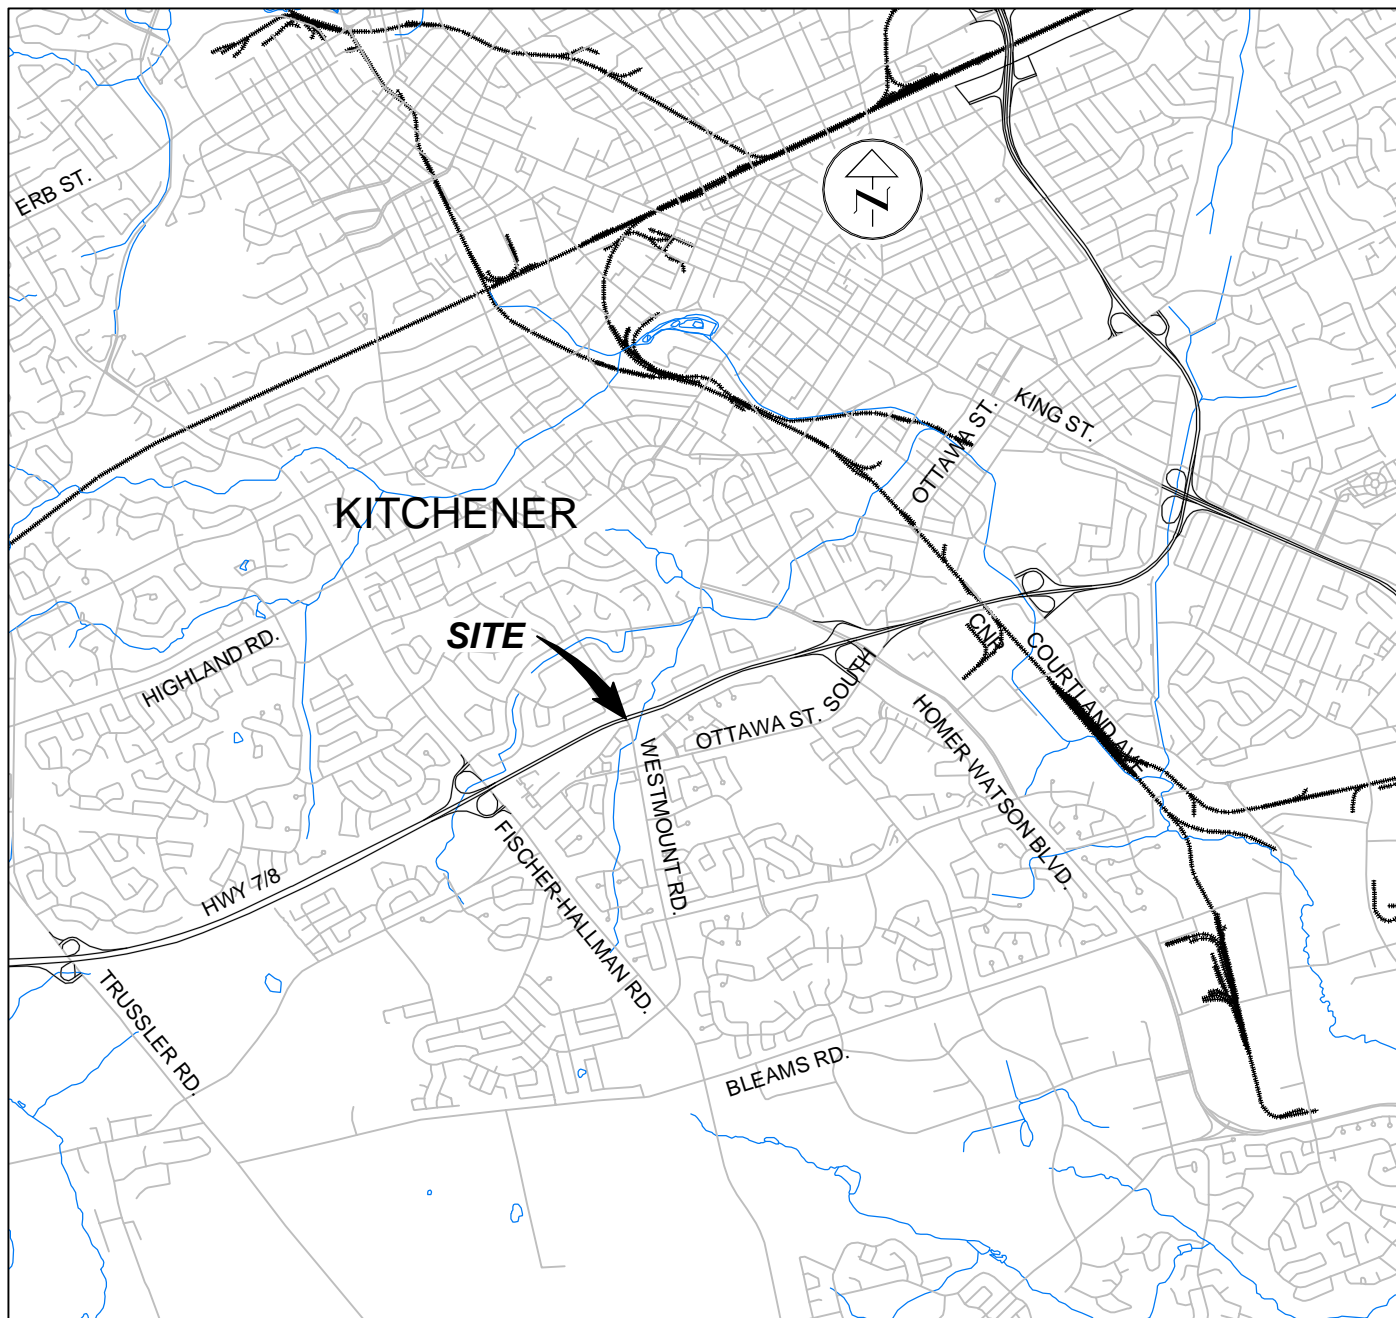 ERB ST.
N
KING ST.
OTTAWA ST.
KITCHENER
SITE
HIGHLAND RD.
CNR
COURTLAND AVE.
OTTAWA ST. SOUTH
HOMER WATSON BLVD.
WESTMOUNT RD.
FISCHER-HALLMAN RD.
HWY 7/8
TRUSSLER RD.
BLEAMS RD.